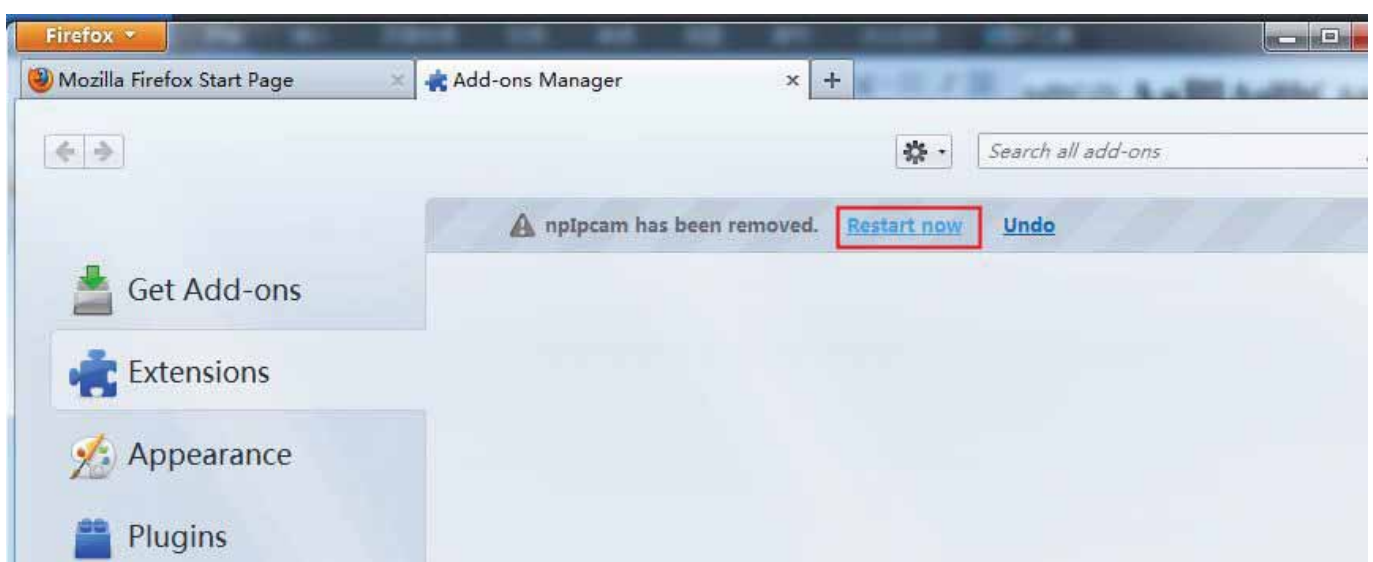 Firefox
Mozilla Firefox Start Page
Add-ons Manager
Search all add-ons
npIpcam has been removed. Restart now Undo
Get Add-ons
Extensions
Appearance
Plugins